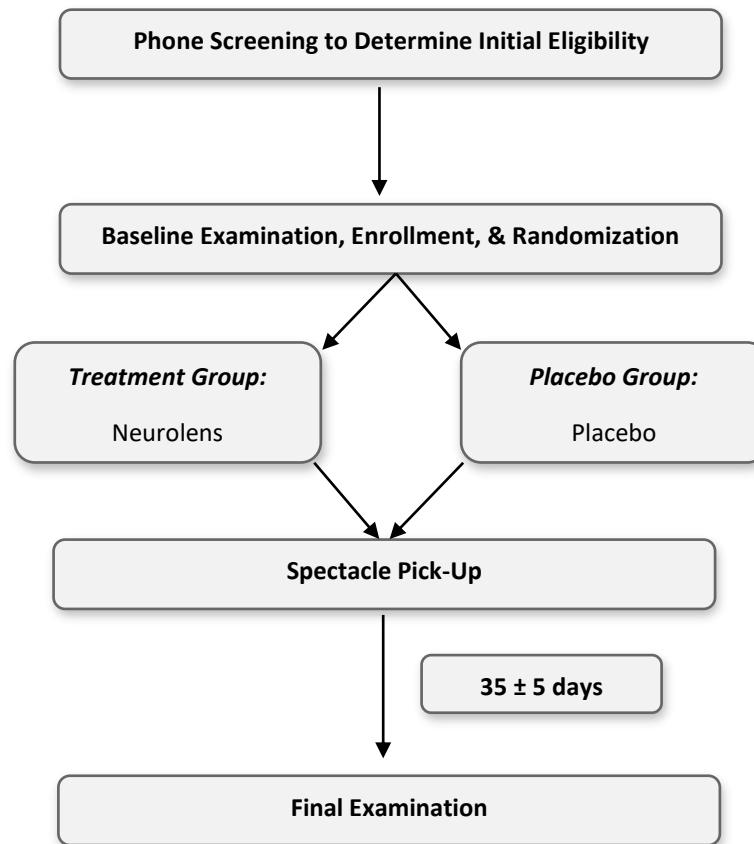 Phone Screening to Determine Initial Eligibility
Baseline Examination, Enrollment, & Randomization
Treatment Group:
Neurolens
Placebo Group:
Placebo
Spectacle Pick-Up
35 ± 5 days
Final Examination